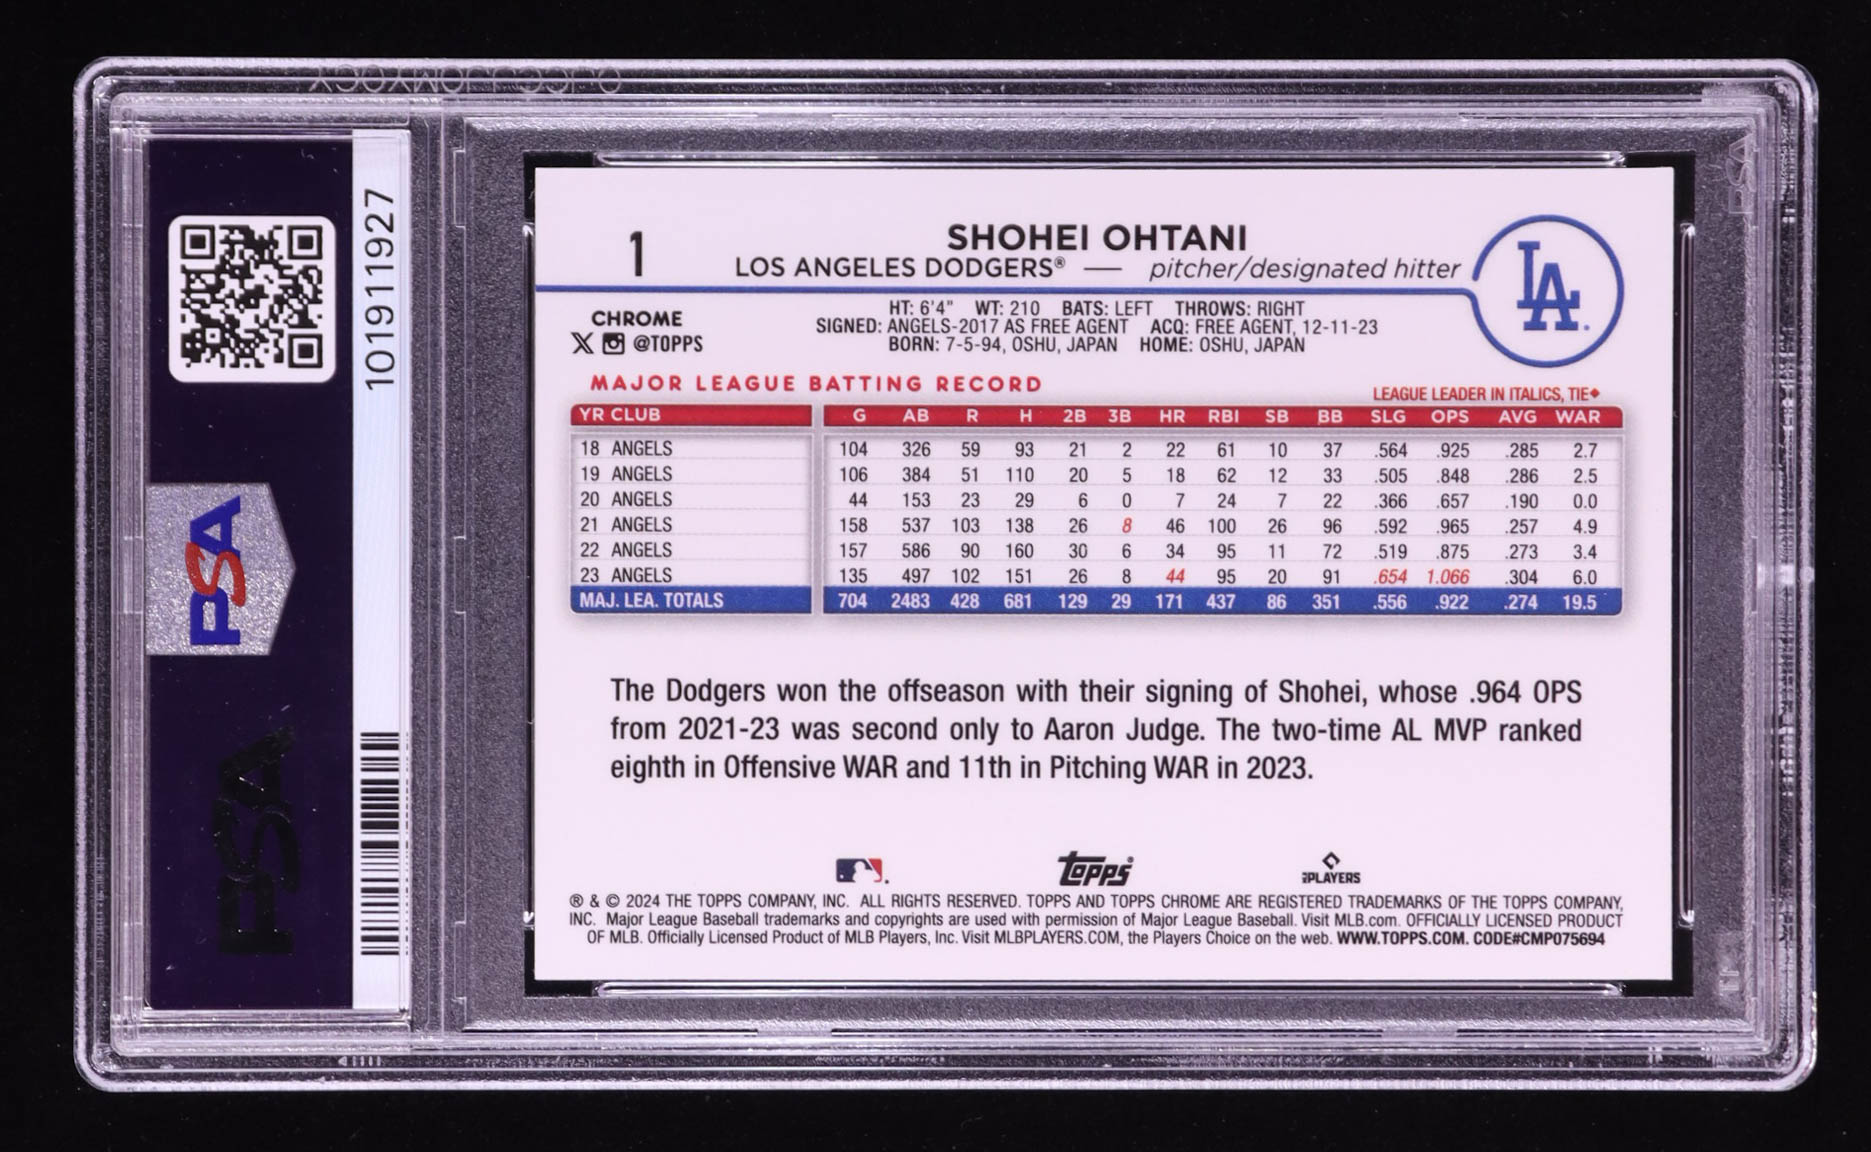 101911927
PSA
PSA
1
SHOHEI OHTANI
LOS ANGELES DODGERS® — pitcher/designated hitter
LA
CHROME
X @TOPPS
HT: 6'4" WT: 210 BATS: LEFT THROWS: RIGHT
SIGNED: ANGELS-2017 AS FREE AGENT ACQ: FREE AGENT, 12-11-23
BORN: 7-5-94, OSHU, JAPAN HOME: OSHU, JAPAN
MAJOR LEAGUE BATTING RECORD
LEAGUE LEADER IN ITALICS, TIE◆
YR CLUB G AB R H 2B 3B HR RBI SB BB SLG OPS AVG WAR
18 ANGELS 104 326 59 93 21 2 22 61 10 37 .564 .925 .285 2.7
19 ANGELS 106 384 51 110 20 5 18 62 12 33 .505 .848 .286 2.5
20 ANGELS 44 153 23 29 6 0 7 24 7 22 .366 .657 .190 0.0
21 ANGELS 158 537 103 138 26 8 46 100 26 96 .592 .965 .257 4.9
22 ANGELS 157 586 90 160 30 6 34 95 11 72 .519 .875 .273 3.4
23 ANGELS 135 497 102 151 26 8 44 95 20 91 .654 1.066 .304 6.0
MAJ. LEA. TOTALS 704 2483 428 681 129 29 171 437 86 351 .556 .922 .274 19.5
The Dodgers won the offseason with their signing of Shohei, whose .964 OPS
from 2021-23 was second only to Aaron Judge. The two-time AL MVP ranked
eighth in Offensive WAR and 11th in Pitching WAR in 2023.
topps® PLAYERS
® & © 2024 THE TOPPS COMPANY, INC. ALL RIGHTS RESERVED. TOPPS AND TOPPS CHROME ARE REGISTERED TRADEMARKS OF THE TOPPS COMPANY,
INC. Major League Baseball trademarks and copyrights are used with permission of Major League Baseball. Visit MLB.com. OFFICIALLY LICENSED PRODUCT
OF MLB. Officially Licensed Product of MLB Players, Inc. Visit MLBPLAYERS.COM, the Players Choice on the web. WWW.TOPPS.COM. CODE#CMP075694